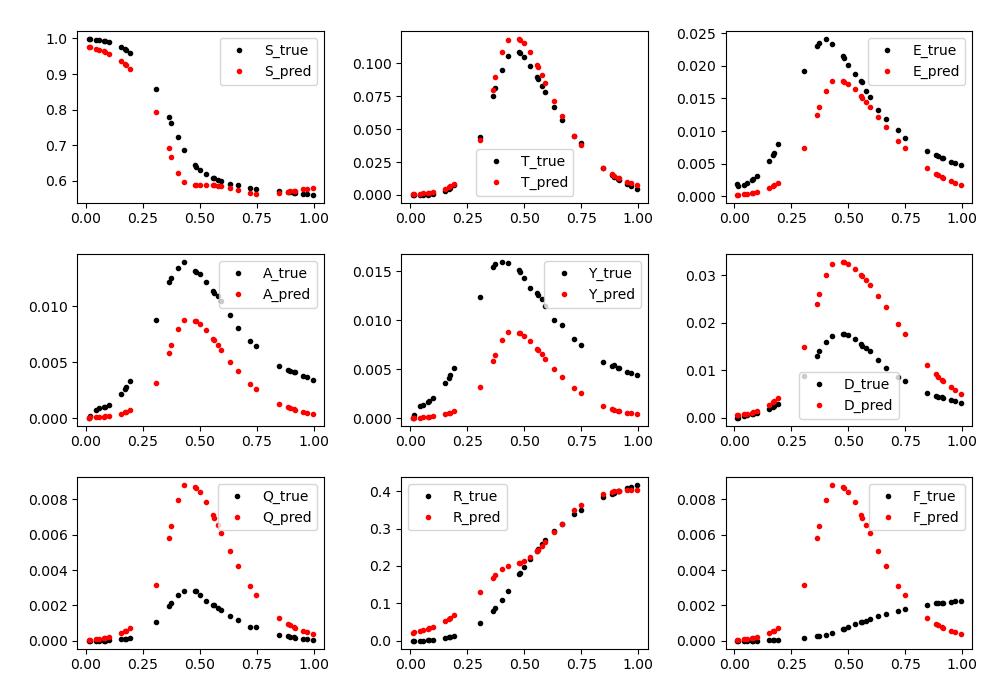 1.0
0.9
0.8
0.7
0.6
S_true
S_pred
0.00 0.25 0.50 0.75 1.00
0.100
0.075
0.050
0.025
0.000
T_true
T_pred
0.00 0.25 0.50 0.75 1.00
0.025
0.020
0.015
0.010
0.005
0.000
E_true
E_pred
0.00 0.25 0.50 0.75 1.00
0.010
0.005
0.000
A_true
A_pred
0.00 0.25 0.50 0.75 1.00
0.015
0.010
0.005
0.000
Y_true
Y_pred
0.00 0.25 0.50 0.75 1.00
0.03
0.02
0.01
0.00
D_true
D_pred
0.00 0.25 0.50 0.75 1.00
0.008
0.006
0.004
0.002
0.000
Q_true
Q_pred
0.00 0.25 0.50 0.75 1.00
0.4
0.3
0.2
0.1
0.0
R_true
R_pred
0.00 0.25 0.50 0.75 1.00
0.008
0.006
0.004
0.002
0.000
F_true
F_pred
0.00 0.25 0.50 0.75 1.00